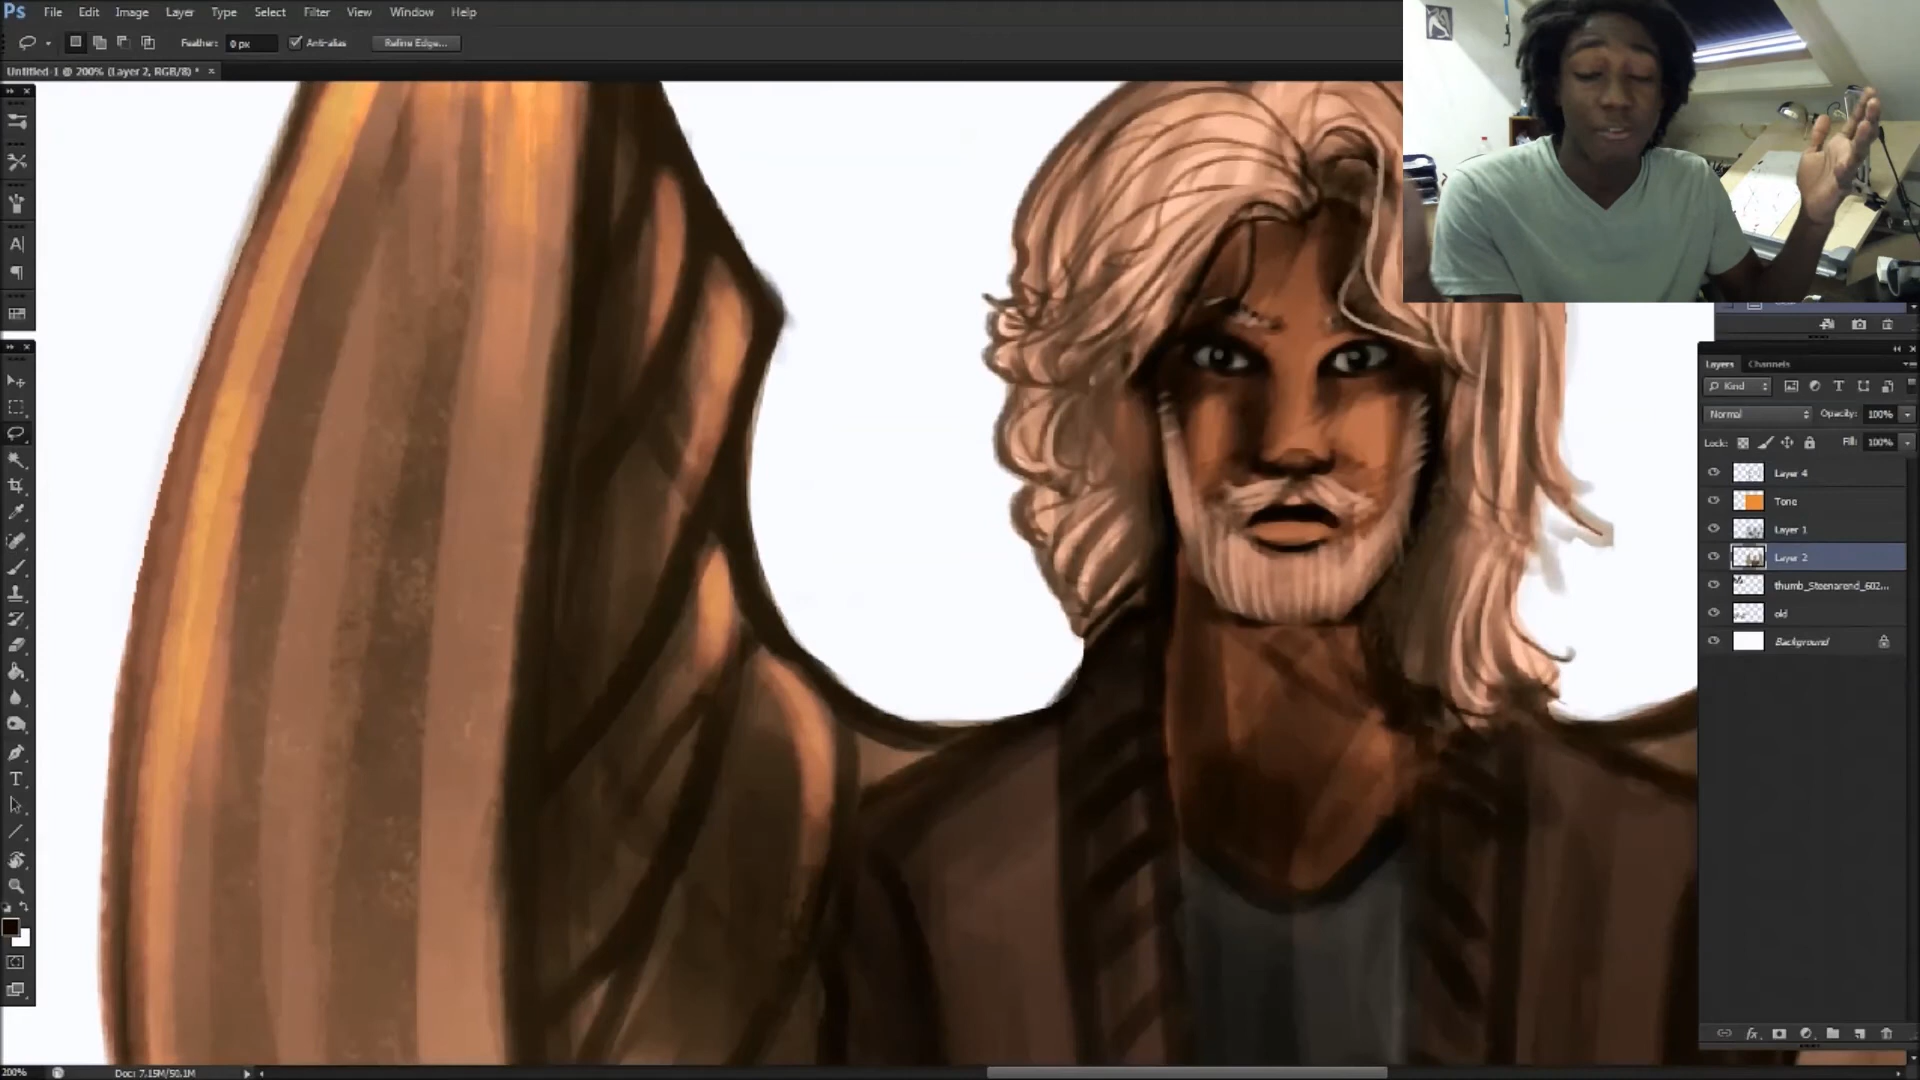 Ps File Edit Image Layer Type Select Filter View Window Help
Feather: 0 px Anti-alias Refine Edge...
Untitled-1 @ 200% (Layer 2, RGB/8) * ×
Layers Channels
Kind
Normal Opacity: 100%
Lock: Fill: 100%
Layer 4
Tone
Layer 1
Layer 2
thumb_Steenarend_602...
old
Background
200% Doc: 7.15M/50.1M